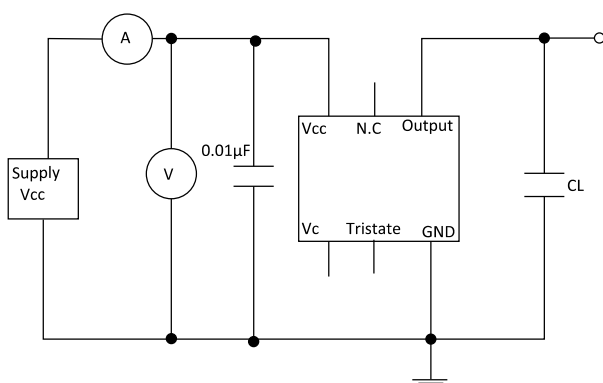 A
Vcc
N.C
Output
0.01µF
Supply
Vcc
V
CL
Vc
Tristate
GND